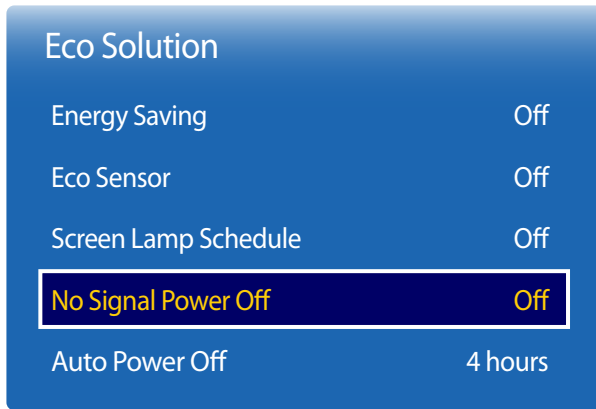 Eco Solution
Energy Saving Off
Eco Sensor Off
Screen Lamp Schedule Off
No Signal Power Off Off
Auto Power Off 4 hours